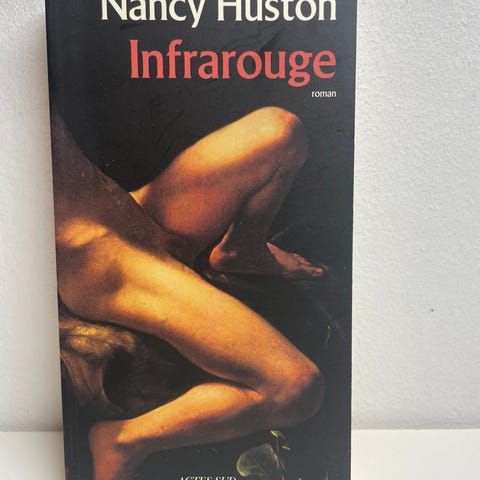 Nancy Huston
Infrarouge
roman
ACTES SUD